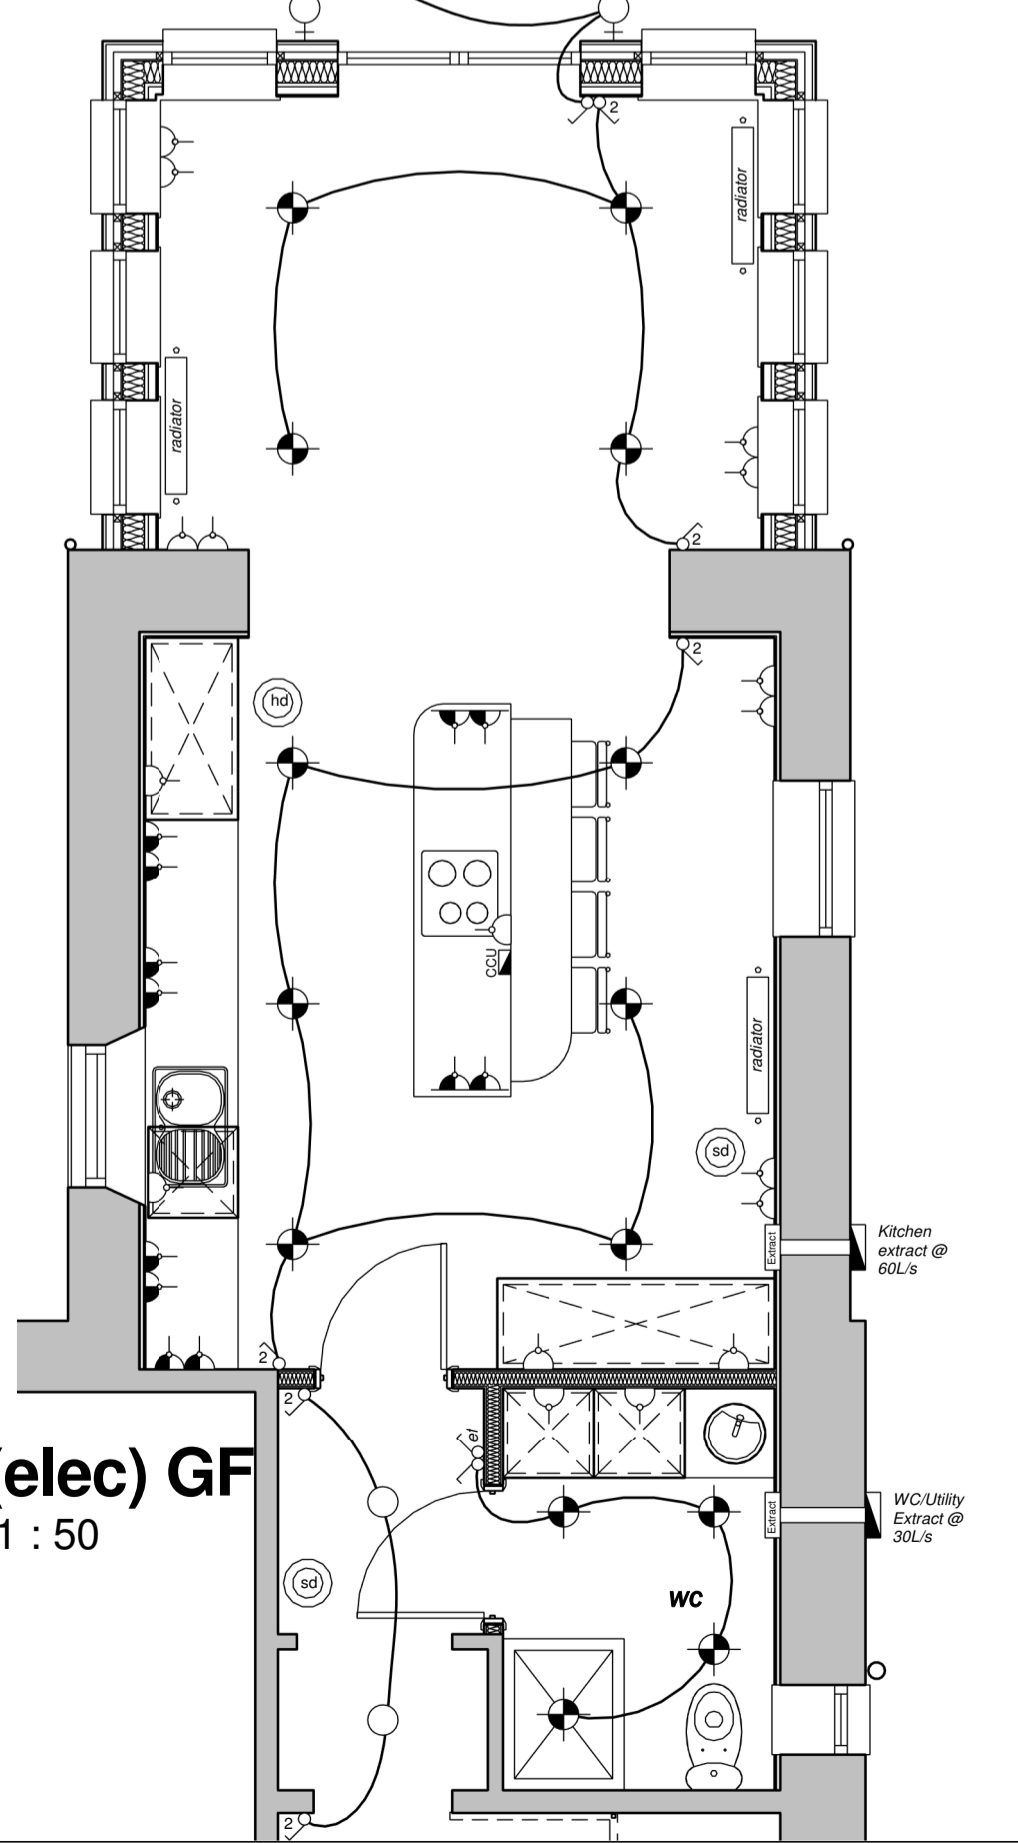 2
radiator
radiator
2
2
hd
CCU
radiator
sd
Extract
Kitchen
extract @
60L/s
2
2
ef
(elec) GF
1 : 50
Extract
WC/Utility
Extract @
30L/s
sd
wc
2